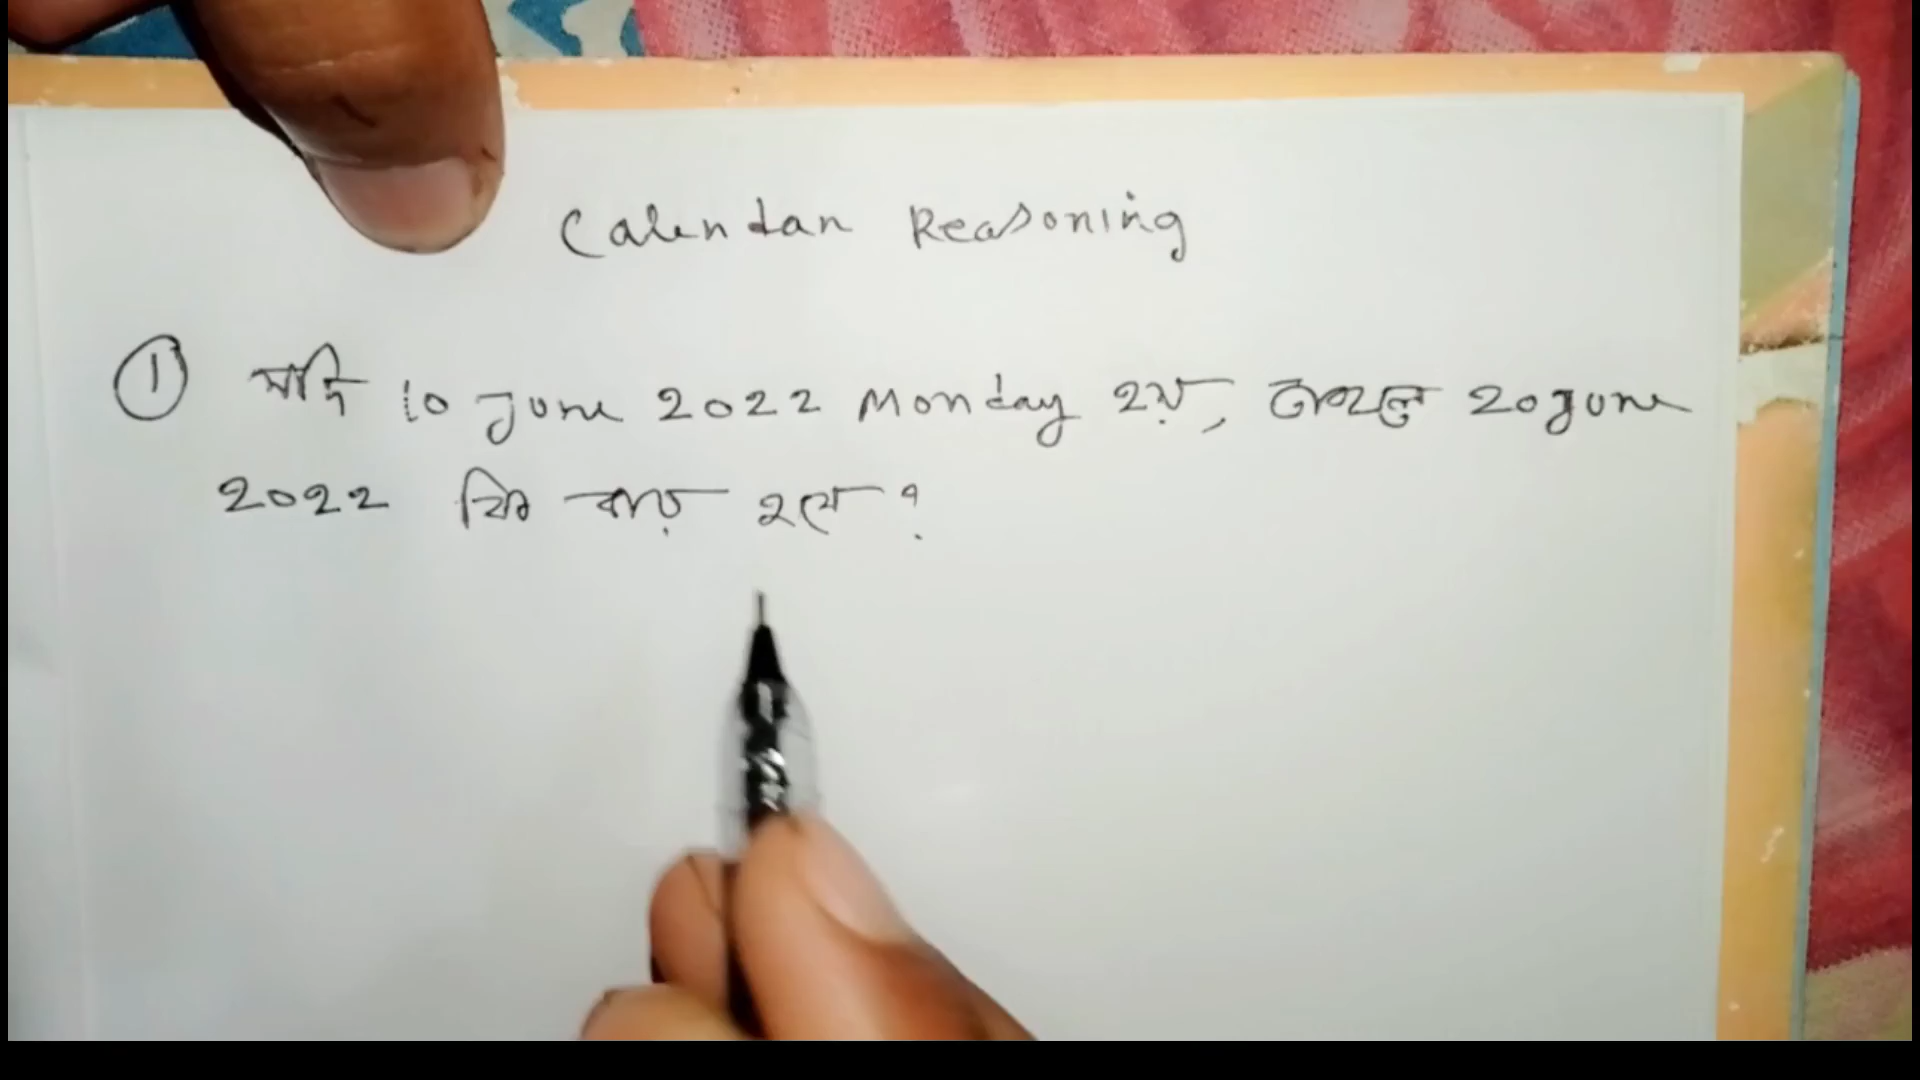 Calendar Reasoning
① যদি 10 June 2022 Monday হয়, তাহলে 20 June
2022 কি বাড় হবে?